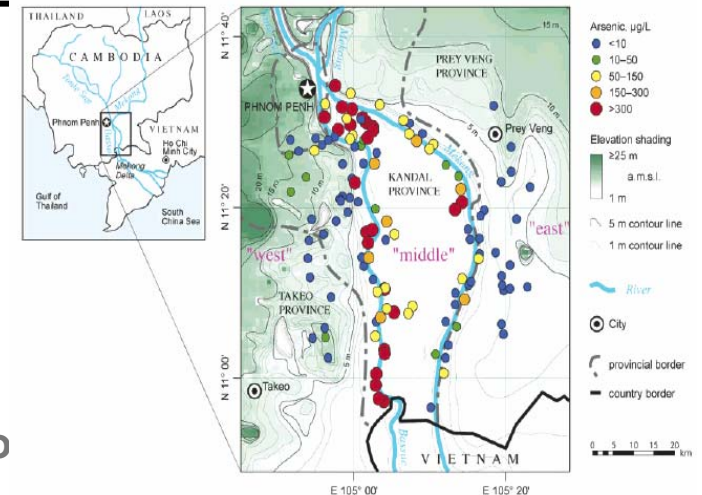 THAILAND
LAOS
CAMBODIA
Tonle Sap
Mekong
Phnom Penh
VIETNAM
Ho Chi
Minh City
Mekong
Delta
Gulf of
Thailand
South
China Sea
N 11° 40'
N 11° 20'
N 11° 00'
Mekong
15 m
PREY VENG
PROVINCE
PHNOM PENH
5 m
Prey Veng
Mekong
20 m
15 m
KANDAL
PROVINCE
"west"
"middle"
"east"
TAKEO
PROVINCE
5 m
Takeo
Bassac
VIETNAM
E 105° 00'
E 105° 20'
Arsenic, µg/L
<10
10–50
50–150
150–300
>300
Elevation shading
≥25 m
a.m.s.l.
1 m
5 m contour line
1 m contour line
River
City
provincial border
country border
0 5 10 15 20
km